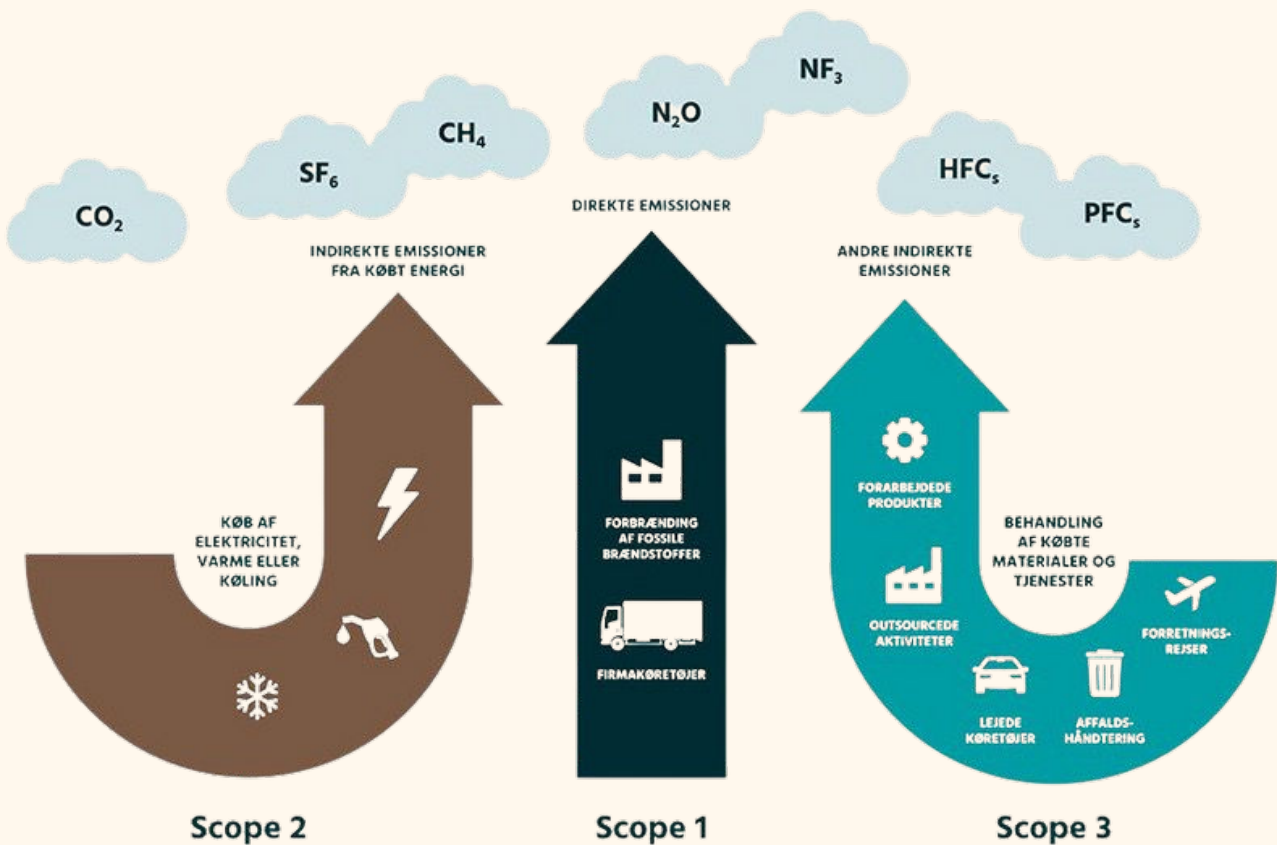 CO₂
SF₆
CH₄
N₂O
NF₃
HFCₛ
PFCₛ
INDIREKTE EMISSIONER
FRA KØBT ENERGI
DIREKTE EMISSIONER
ANDRE INDIREKTE
EMISSIONER
KØB AF
ELEKTRICITET,
VARME ELLER
KØLING
FORBRÆNDING
AF FOSSILE
BRÆNDSTOFFER
FIRMAKØRETØJER
FORARBEJDEDE
PRODUKTER
OUTSOURCEDE
AKTIVITETER
LEJEDE
KØRETØJER
AFFALDS-
HÅNDTERING
FORRETNINGS-
REJSER
BEHANDLING
AF KØBTE
MATERIALER OG
TJENESTER
Scope 2
Scope 1
Scope 3